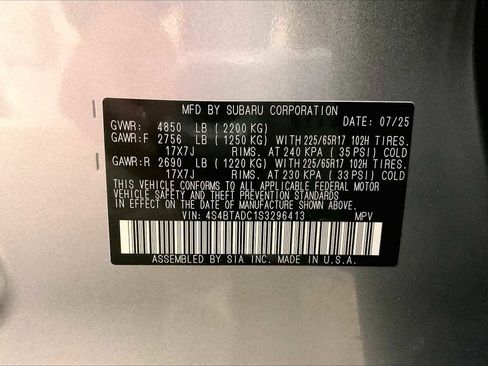 MFD BY SUBARU CORPORATION
DATE: 07/25
GVWR: 4850 LB (2200 KG)
GAWR:F 2756 LB (1250 KG) WITH 225/65R17 102H TIRES.
17X7J RIMS. AT 240 KPA (35 PSI) COLD
GAWR:R 2690 LB (1220 KG) WITH 225/65R17 102H TIRES.
17X7J RIMS. AT 230 KPA (33 PSI) COLD
THIS VEHICLE CONFORMS TO ALL APPLICABLE FEDERAL MOTOR
VEHICLE SAFETY AND THEFT PREVENTION STANDARDS
IN EFFECT ON THE DATE OF MANUFACTURE SHOWN ABOVE.
VIN: 4S4BTADC1S3296413 MPV
ASSEMBLED BY SIA INC. MADE IN U.S.A.